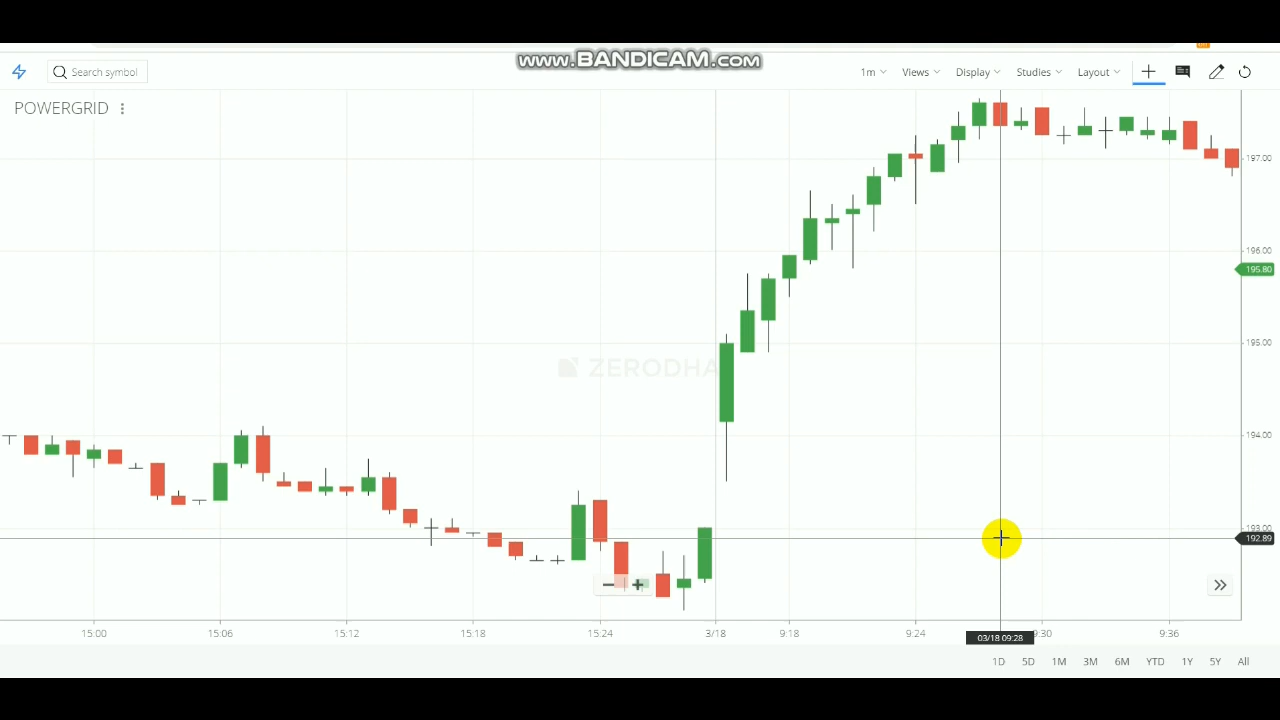 www.BANDICAM.com
Search symbol
1m Views Display Studies Layout
POWERGRID
197.00
196.00
195.80
195.00
ZERODHA
194.00
193.00
192.89
15:00 15:06 15:12 15:18 15:24 3/18 9:18 9:24 9:30 9:36
03/18 09:28
1D 5D 1M 3M 6M YTD 1Y 5Y All